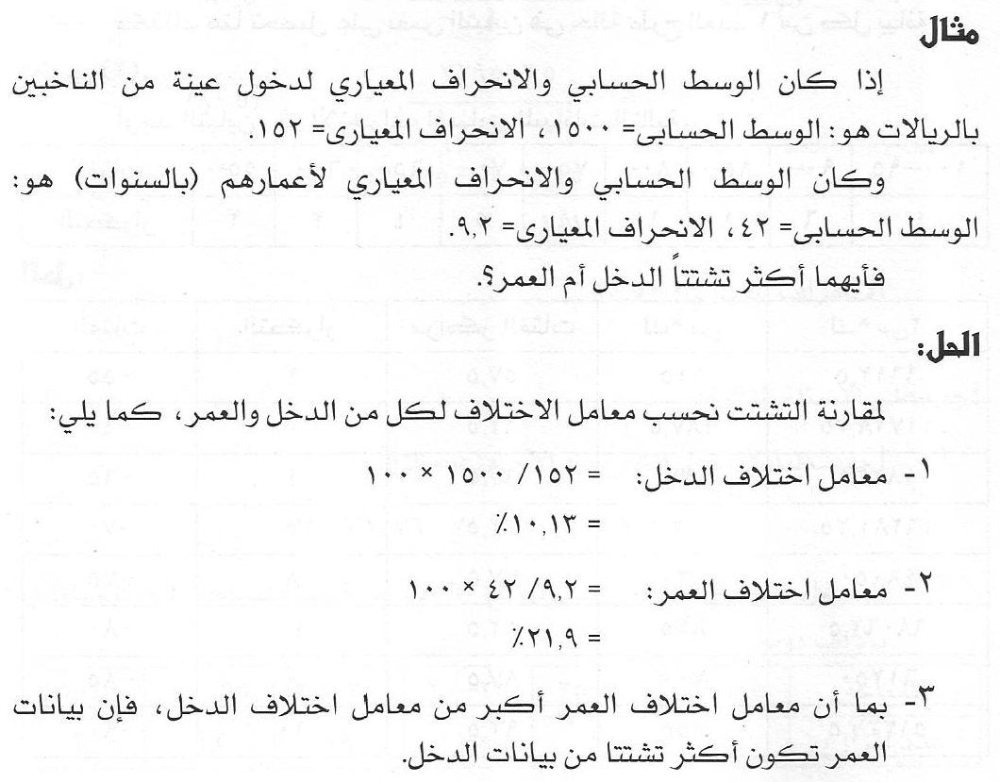 مثال
إذا كان الوسط الحسابي والانحراف المعياري لدخول عينة من الناخبين
بالريالات هو: الوسط الحسابى= ١٥٠٠، الانحراف المعيارى= ١٥٢.
وكان الوسط الحسابي والانحراف المعياري لأعمارهم (بالسنوات) هو:
الوسط الحسابى= ٤٢، الانحراف المعيارى= ٩,٢.
فأيهما أكثر تشتتاً الدخل أم العمر؟.
الحل:
لمقارنة التشتت نحسب معامل الاختلاف لكل من الدخل والعمر، كما يلي:
١- معامل اختلاف الدخل: = ١٥٢/ ١٥٠٠ × ١٠٠
= ١٠,١٣٪
٢- معامل اختلاف العمر: = ٩,٢/ ٤٢ × ١٠٠
= ٢١,٩٪
٣- بما أن معامل اختلاف العمر أكبر من معامل اختلاف الدخل، فإن بيانات
العمر تكون أكثر تشتتا من بيانات الدخل.